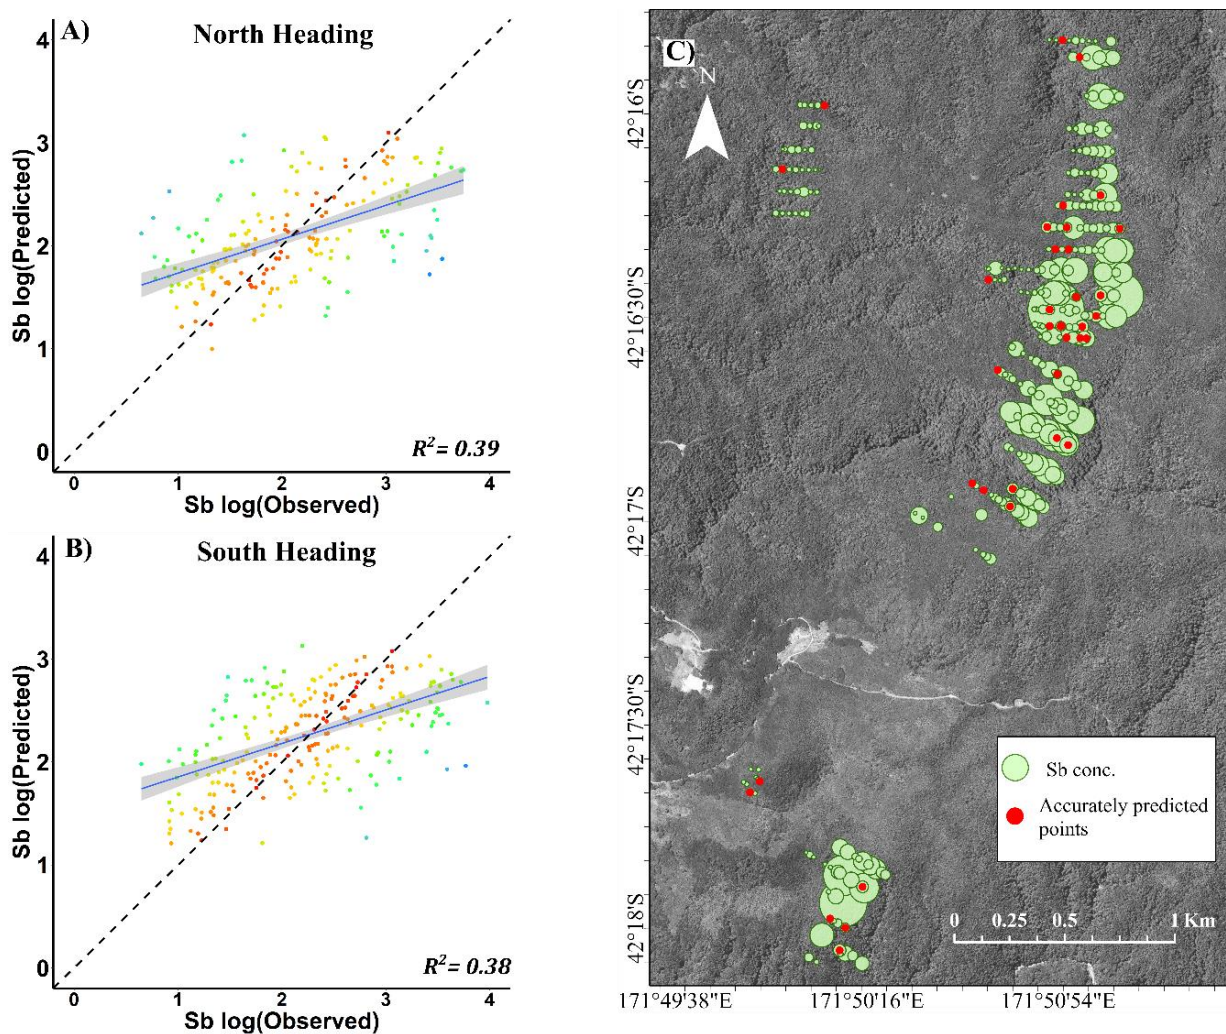 A)
North Heading
4
3
2
1
0
Sb log(Predicted)
R² = 0.39
0 1 2 3 4
Sb log(Observed)
B)
South Heading
4
3
2
1
0
Sb log(Predicted)
R² = 0.38
0 1 2 3 4
Sb log(Observed)
C)
N
42°16'S
42°16'30"S
42°17'S
42°17'30"S
42°18'S
Sb conc.
Accurately predicted
points
0 0.25 0.5 1 Km
171°49'38"E 171°50'16"E 171°50'54"E